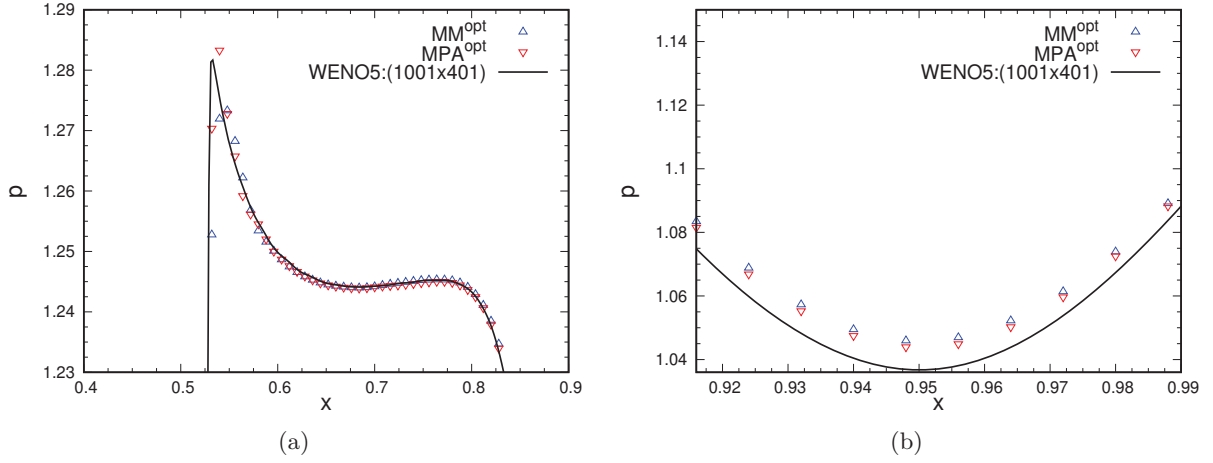 1.29
1.28
1.27
1.26
1.25
1.24
1.23
0.4 0.5 0.6 0.7 0.8 0.9
p
x
MM^opt
MPA^opt
WENO5:(1001x401)
(a)
1.14
1.12
1.1
1.08
1.06
1.04
0.92 0.93 0.94 0.95 0.96 0.97 0.98 0.99
p
x
MM^opt
MPA^opt
WENO5:(1001x401)
(b)